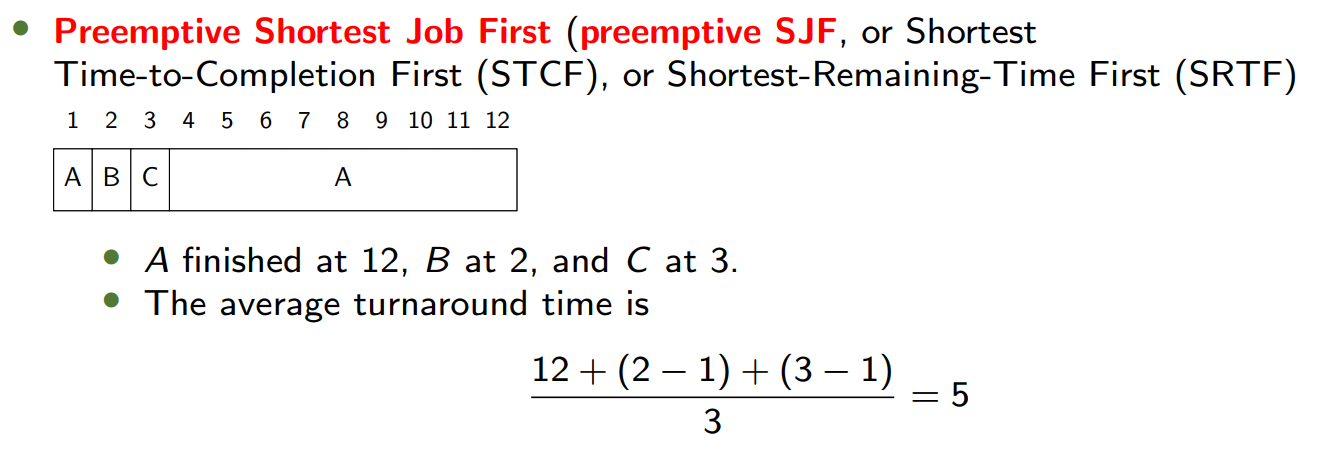 • Preemptive Shortest Job First (preemptive SJF, or Shortest
Time-to-Completion First (STCF), or Shortest-Remaining-Time First (SRTF)
1 2 3 4 5 6 7 8 9 10 11 12
A B C A
• A finished at 12, B at 2, and C at 3.
• The average turnaround time is
12 + (2 − 1) + (3 − 1)
= 5
3